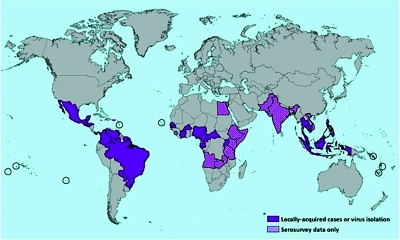 Locally-acquired cases or virus isolation
Serosurvey data only